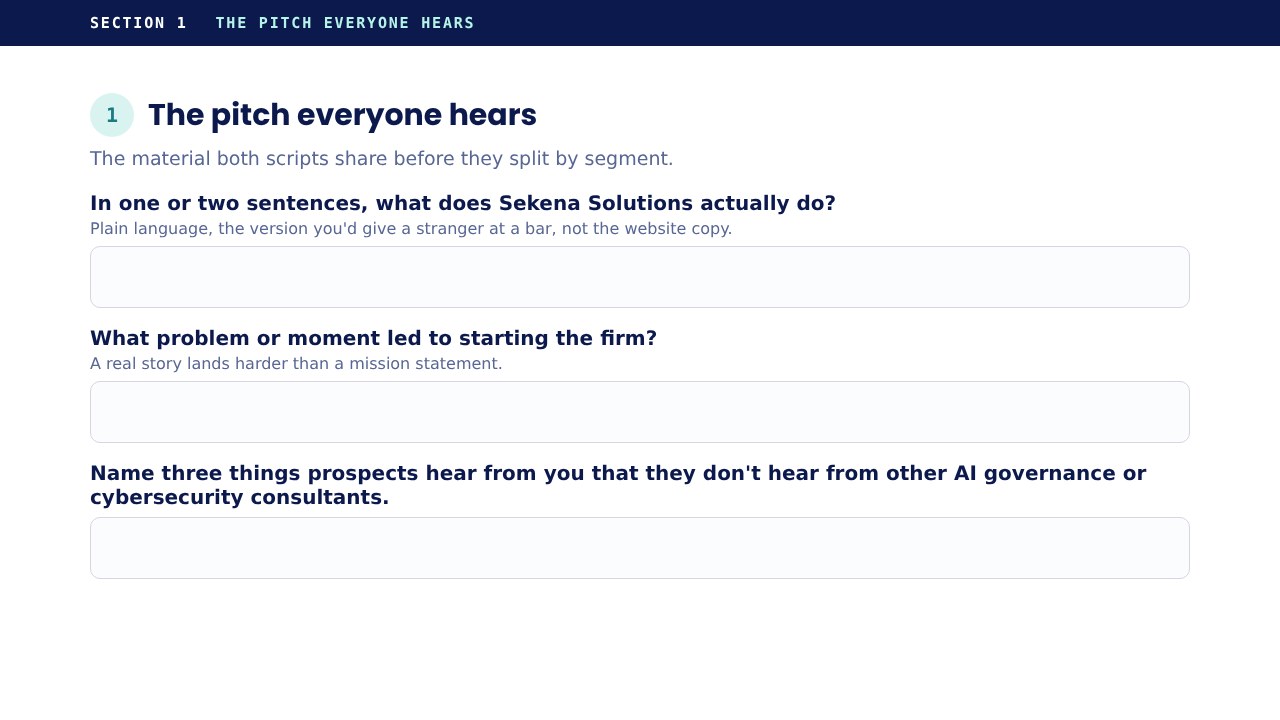 SECTION 1 THE PITCH EVERYONE HEARS
1 The pitch everyone hears
The material both scripts share before they split by segment.
In one or two sentences, what does Sekena Solutions actually do?
Plain language, the version you'd give a stranger at a bar, not the website copy.
What problem or moment led to starting the firm?
A real story lands harder than a mission statement.
Name three things prospects hear from you that they don't hear from other AI governance or
cybersecurity consultants.